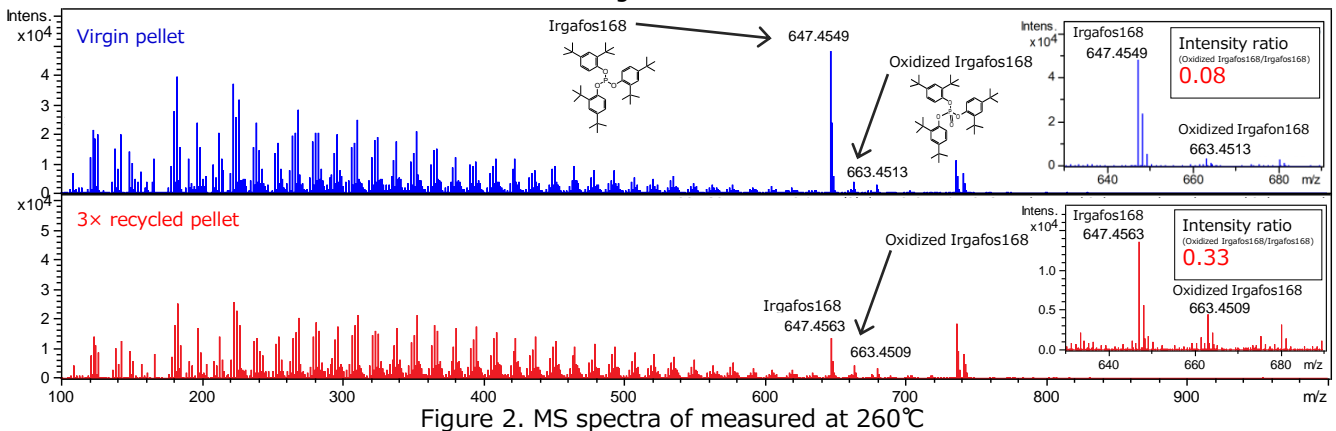 Intens.
x10⁴
Virgin pellet
Irgafos168
647.4549
Oxidized Irgafos168
663.4513
5
4
3
2
1
0
Intens.
x10⁴
Irgafos168
647.4549
Intensity ratio
(Oxidized Irgafos168/Irgafos168)
0.08
Oxidized Irgafon168
663.4513
4
2
0
640
660
680
m/z
x10⁴
3× recycled pellet
Oxidized Irgafos168
Irgafos168
647.4563
663.4509
5
4
3
2
1
0
Intens.
x10⁴
Irgafos168
647.4563
Intensity ratio
(Oxidized Irgafos168/Irgafos168)
0.33
Oxidized Irgafos168
663.4509
1.0
0.5
0.0
640
660
680
m/z
100
200
300
400
500
600
700
800
900
m/z
Figure 2. MS spectra of measured at 260℃